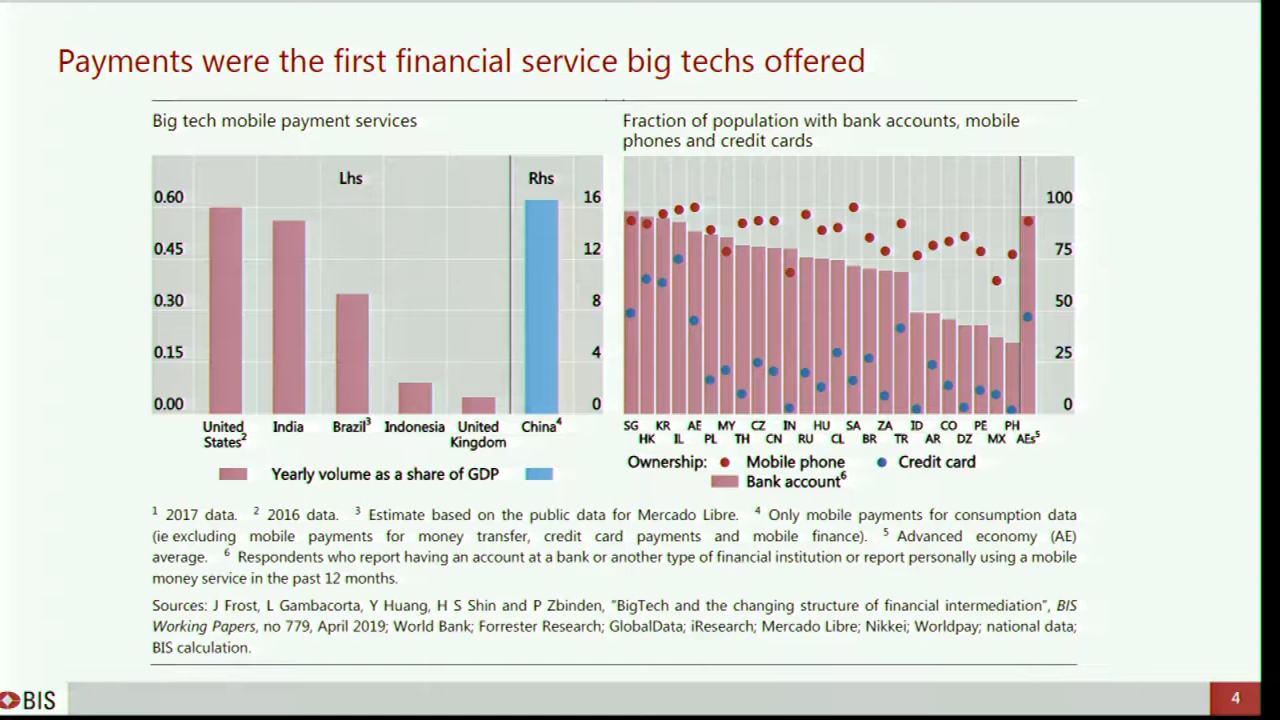 Payments were the first financial service big techs offered
Big tech mobile payment services
Lhs
Rhs
0.60
0.45
0.30
0.15
0.00
16
12
8
4
0
United States²
India
Brazil³
Indonesia
United Kingdom
China⁴
Yearly volume as a share of GDP
Fraction of population with bank accounts, mobile
phones and credit cards
100
75
50
25
0
SG KR AE MY CZ IN HU SA ZA ID CO PE PH
HK IL PL TH CN RU CL BR TR AR DZ MX AEs⁵
Ownership: Mobile phone Credit card
Bank account⁶
¹ 2017 data. ² 2016 data. ³ Estimate based on the public data for Mercado Libre. ⁴ Only mobile payments for consumption data
(ie excluding mobile payments for money transfer, credit card payments and mobile finance). ⁵ Advanced economy (AE)
average. ⁶ Respondents who report having an account at a bank or another type of financial institution or report personally using a mobile
money service in the past 12 months.
Sources: J Frost, L Gambacorta, Y Huang, H S Shin and P Zbinden, "BigTech and the changing structure of financial intermediation", BIS
Working Papers, no 779, April 2019; World Bank; Forrester Research; GlobalData; iResearch; Mercado Libre; Nikkei; Worldpay; national data;
BIS calculation.
BIS
4